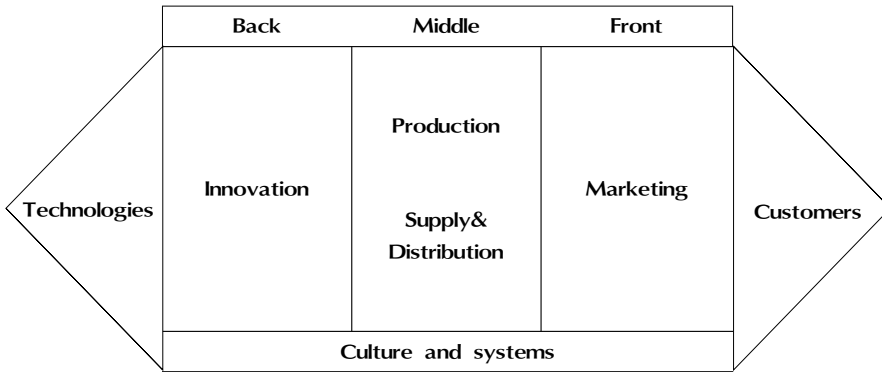 Back Middle Front
Production
Innovation
Marketing
Technologies
Customers
Supply&
Distribution
Culture and systems